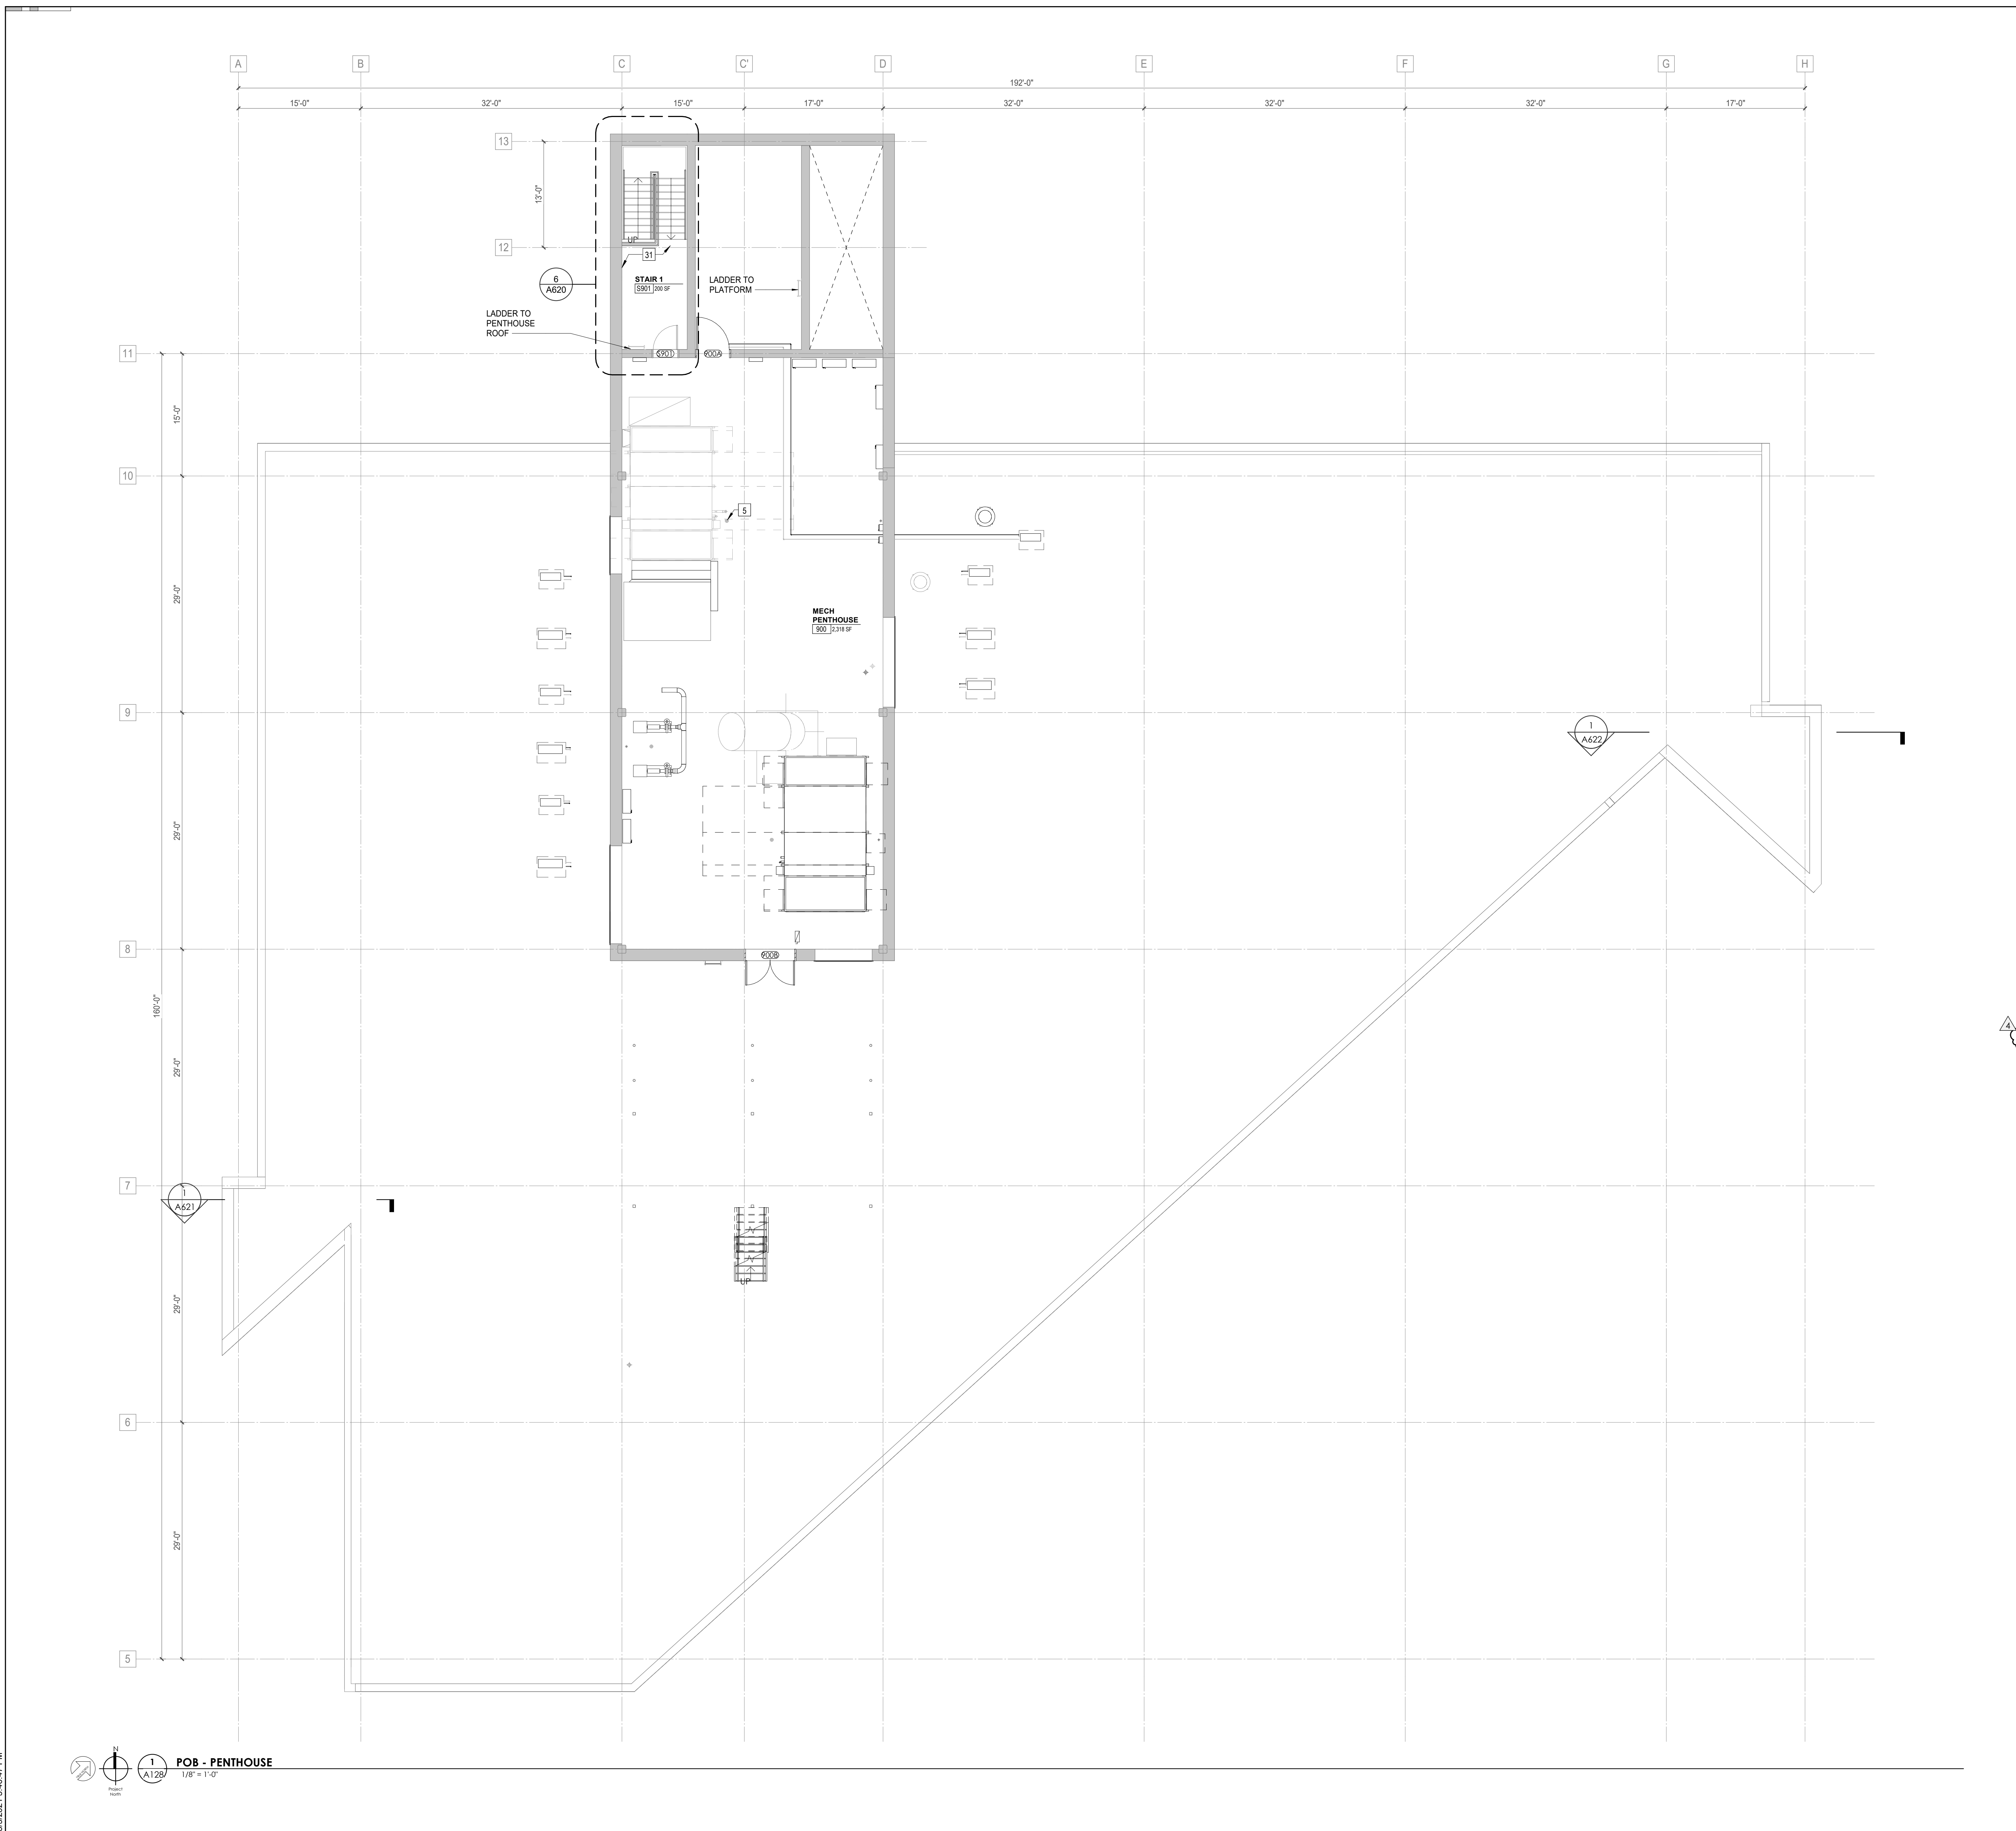 A
B
C
C'
D
E
F
G
H
192'-0"
15'-0"
32'-0"
15'-0"
17'-0"
32'-0"
32'-0"
32'-0"
17'-0"
13
13'-0"
12
UP
31
6
A620
STAIR 1
S901 200 SF
LADDER TO
PLATFORM
LADDER TO
PENTHOUSE
ROOF
11
S901
900A
15'-0"
10
5
29'-0"
MECH
PENTHOUSE
900 2,318 SF
9
1
A622
29'-0"
8
900B
160'-0"
4
29'-0"
7
1
A621
UP
29'-0"
6
29'-0"
5
N
Project
North
1
A128
POB - PENTHOUSE
1/8" = 1'-0"